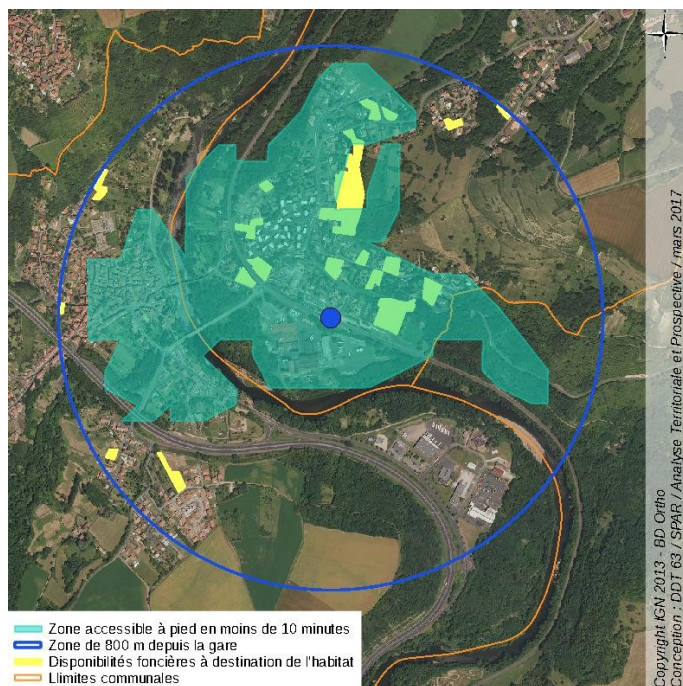 Zone accessible à pied en moins de 10 minutes
Zone de 800 m depuis la gare
Disponibilités foncières à destination de l'habitat
Llimites communales
Copyright IGN 2013 - BD Ortho
Conception : DDT 63 / SPAR / Analyse Territoriale et Prospective / mars 2017